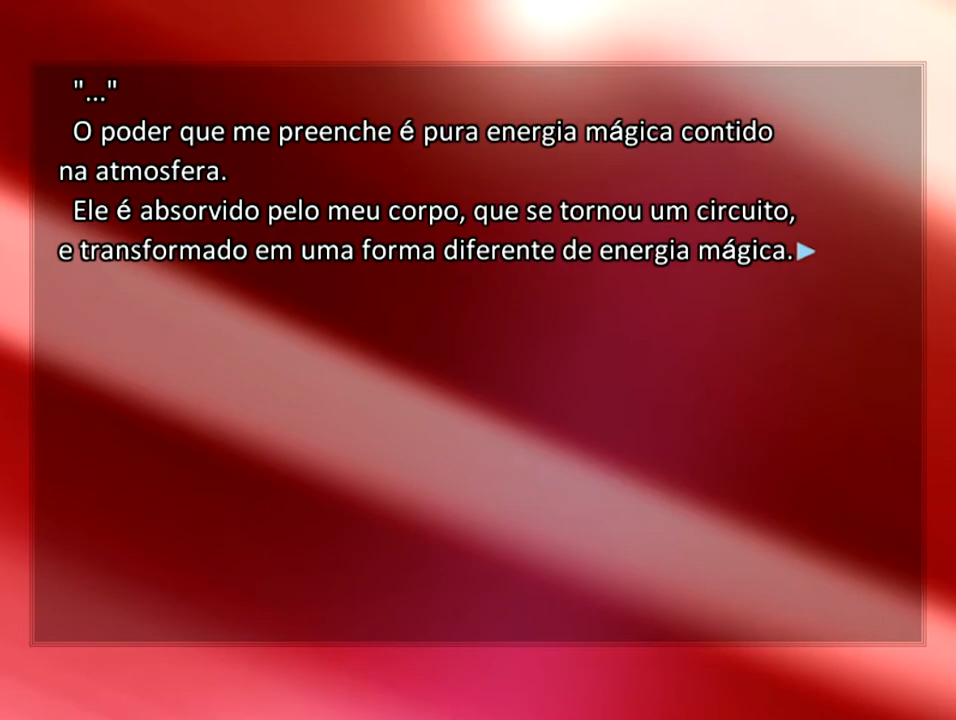 "..."
O poder que me preenche é pura energia mágica contido
na atmosfera.
Ele é absorvido pelo meu corpo, que se tornou um circuito,
e transformado em uma forma diferente de energia mágica.